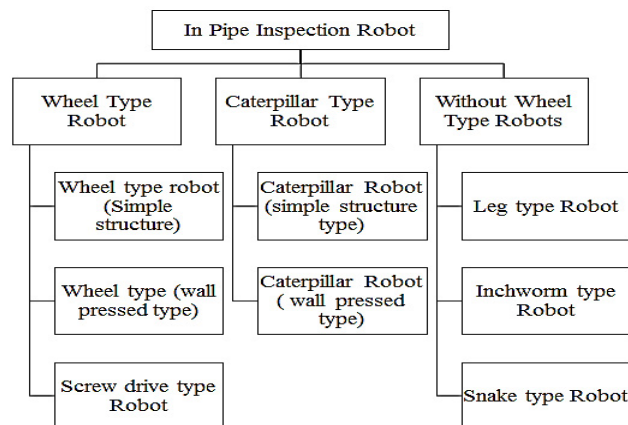 In Pipe Inspection Robot
Wheel Type
Robot
Caterpillar Type
Robot
Without Wheel
Type Robots
Wheel type robot
(Simple
structure)
Caterpillar Robot
(simple structure
type)
Leg type Robot
Wheel type (wall
pressed type)
Caterpillar Robot
( wall pressed
type)
Inchworm type
Robot
Screw drive type
Robot
Snake type Robot